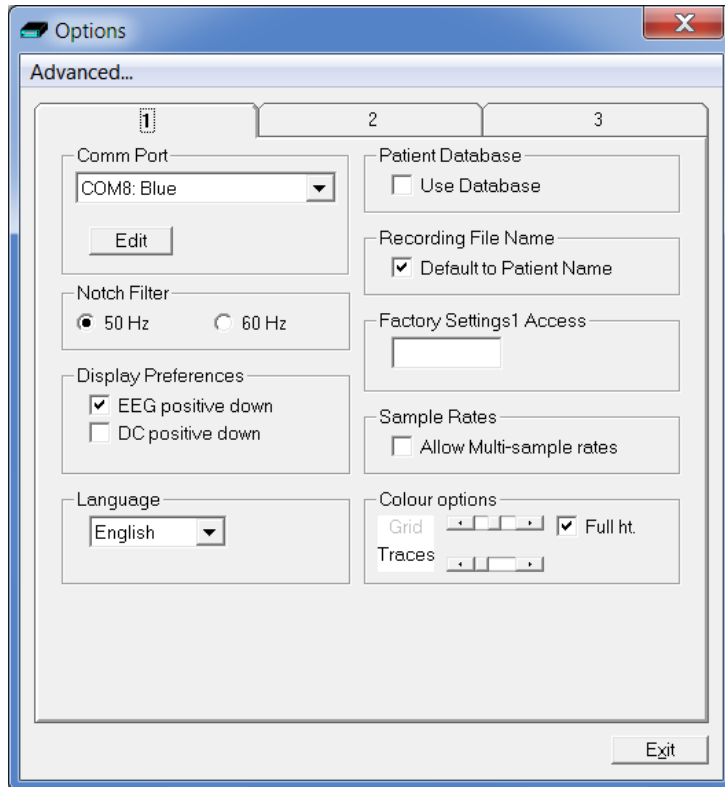 Options
X
Advanced...
1 2 3
Comm Port
COM8: Blue
Edit
Notch Filter
50 Hz 60 Hz
Display Preferences
EEG positive down
DC positive down
Language
English
Patient Database
Use Database
Recording File Name
Default to Patient Name
Factory Settings1 Access
Sample Rates
Allow Multi-sample rates
Colour options
Grid Full ht.
Traces
Exit